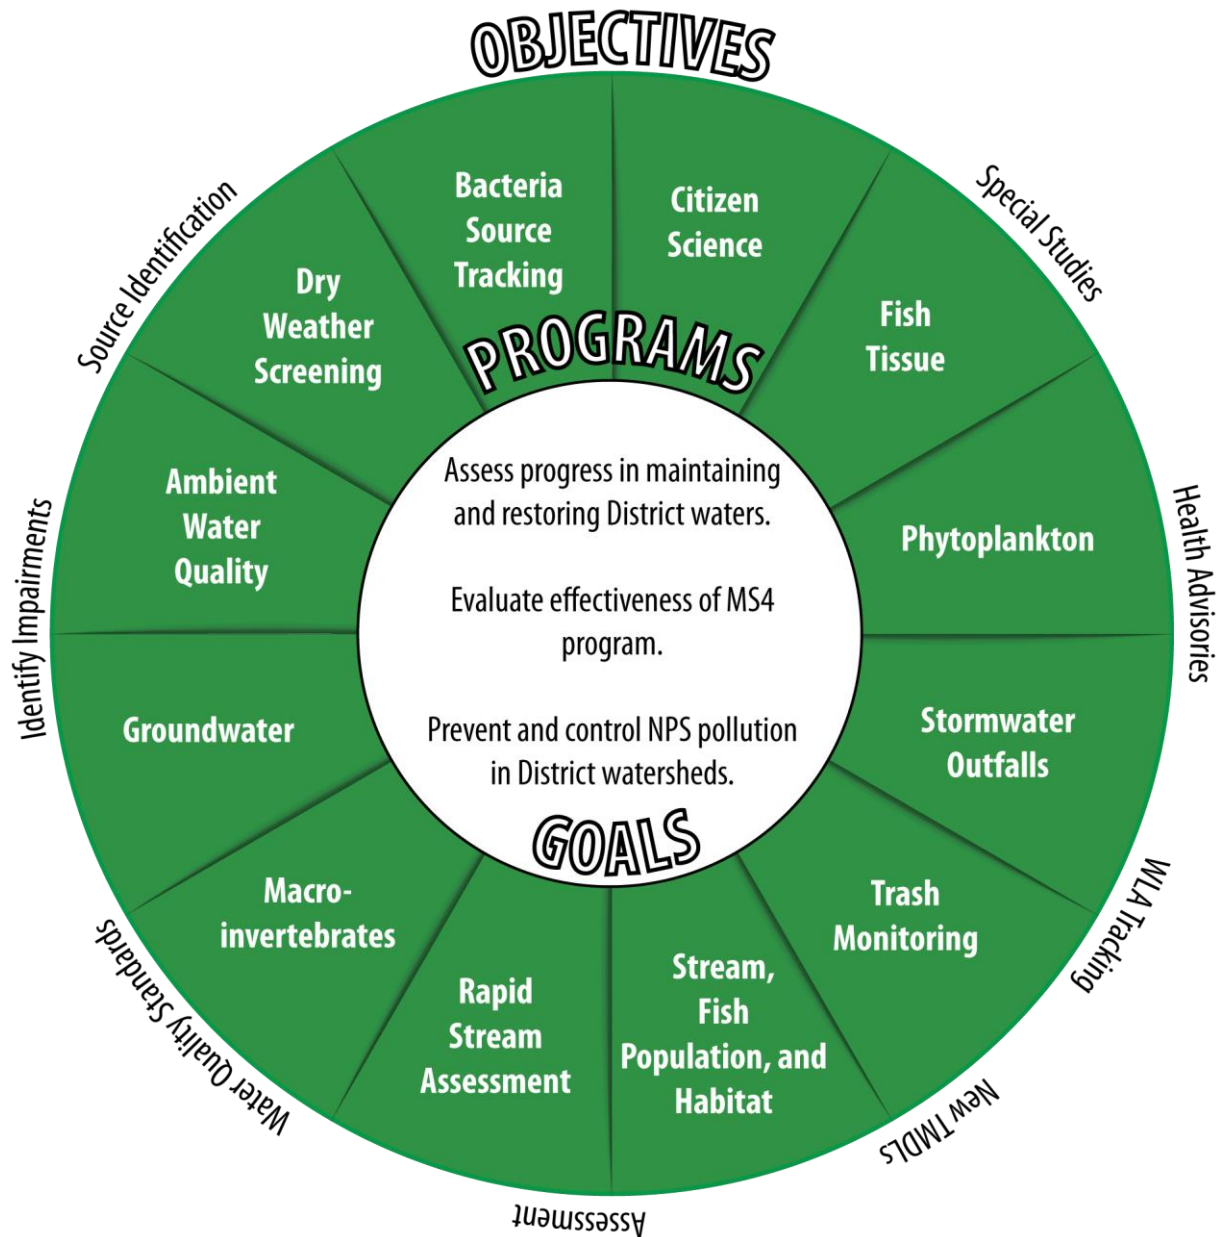 OBJECTIVES
Special Studies
Health Advisories
WLA Tracking
New TMDLs
Assessment
Water Quality Standards
Identify Impairments
Source Identification
PROGRAMS
Citizen
Science
Fish
Tissue
Phytoplankton
Stormwater
Outfalls
Trash
Monitoring
Stream,
Fish
Population, and
Habitat
Rapid
Stream
Assessment
Macro-
invertebrates
Groundwater
Ambient
Water
Quality
Dry
Weather
Screening
Bacteria
Source
Tracking
Assess progress in maintaining
and restoring District waters.
Evaluate effectiveness of MS4
program.
Prevent and control NPS pollution
in District watersheds.
GOALS